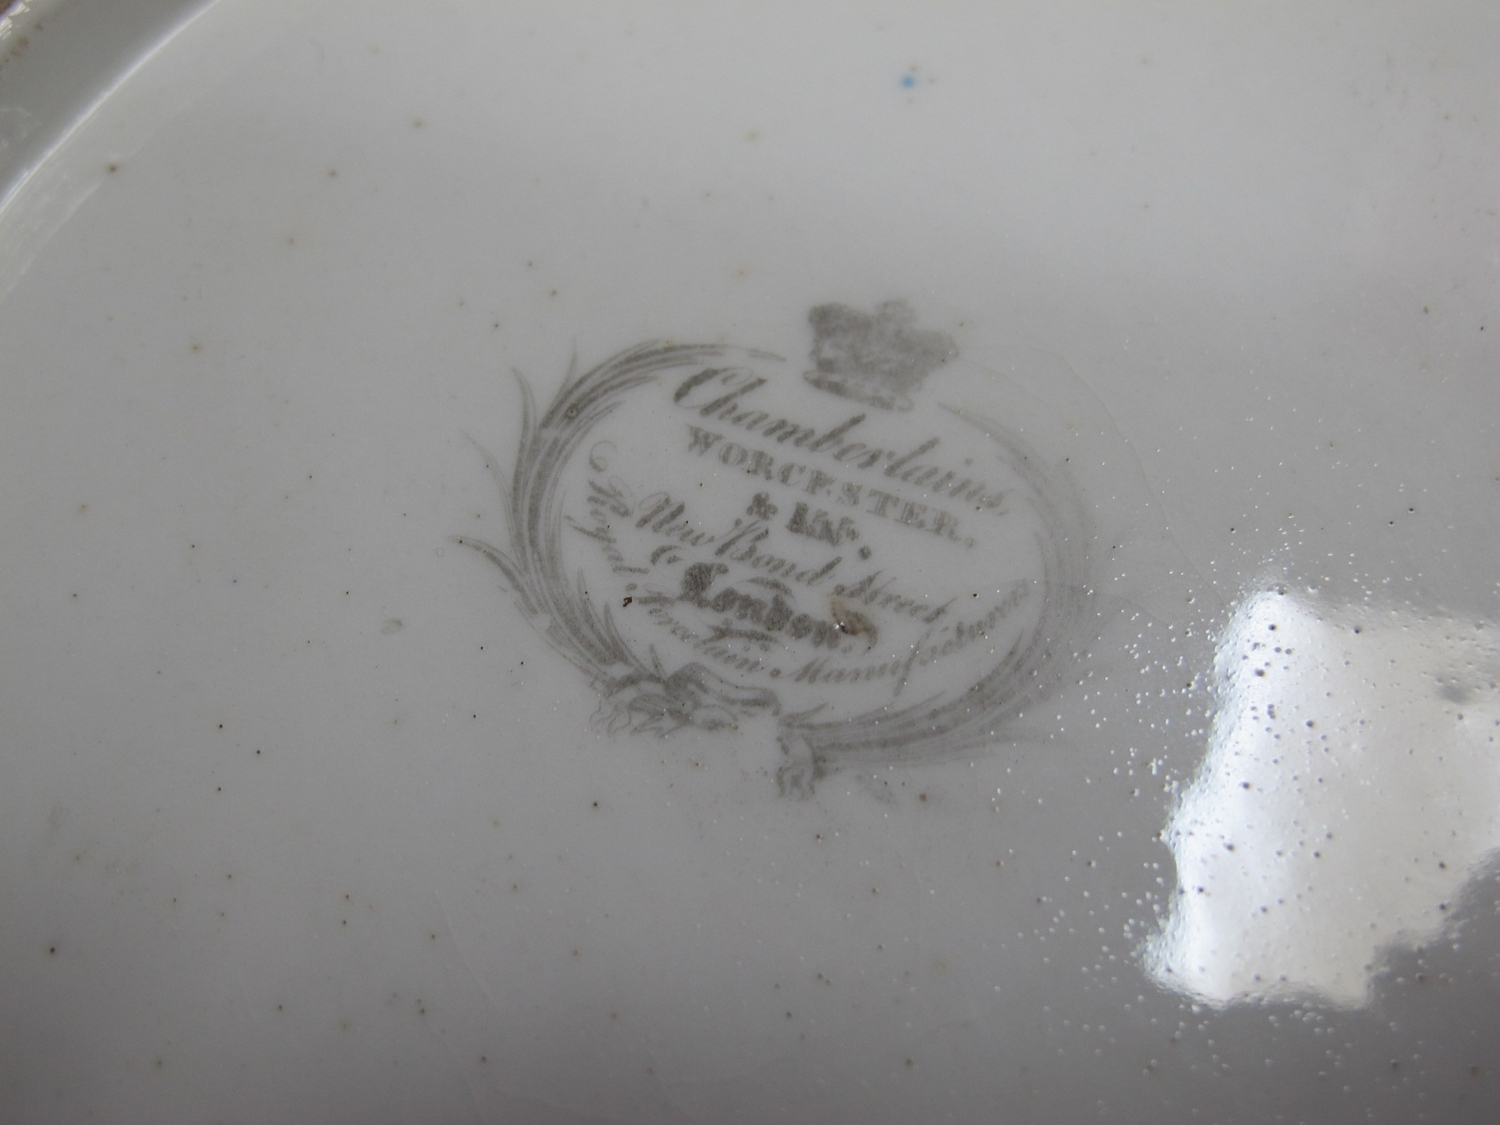 Chamberlains,
WORCESTER.
& 155,
New Bond Street
London.
Royal Porcelain Manufacturers